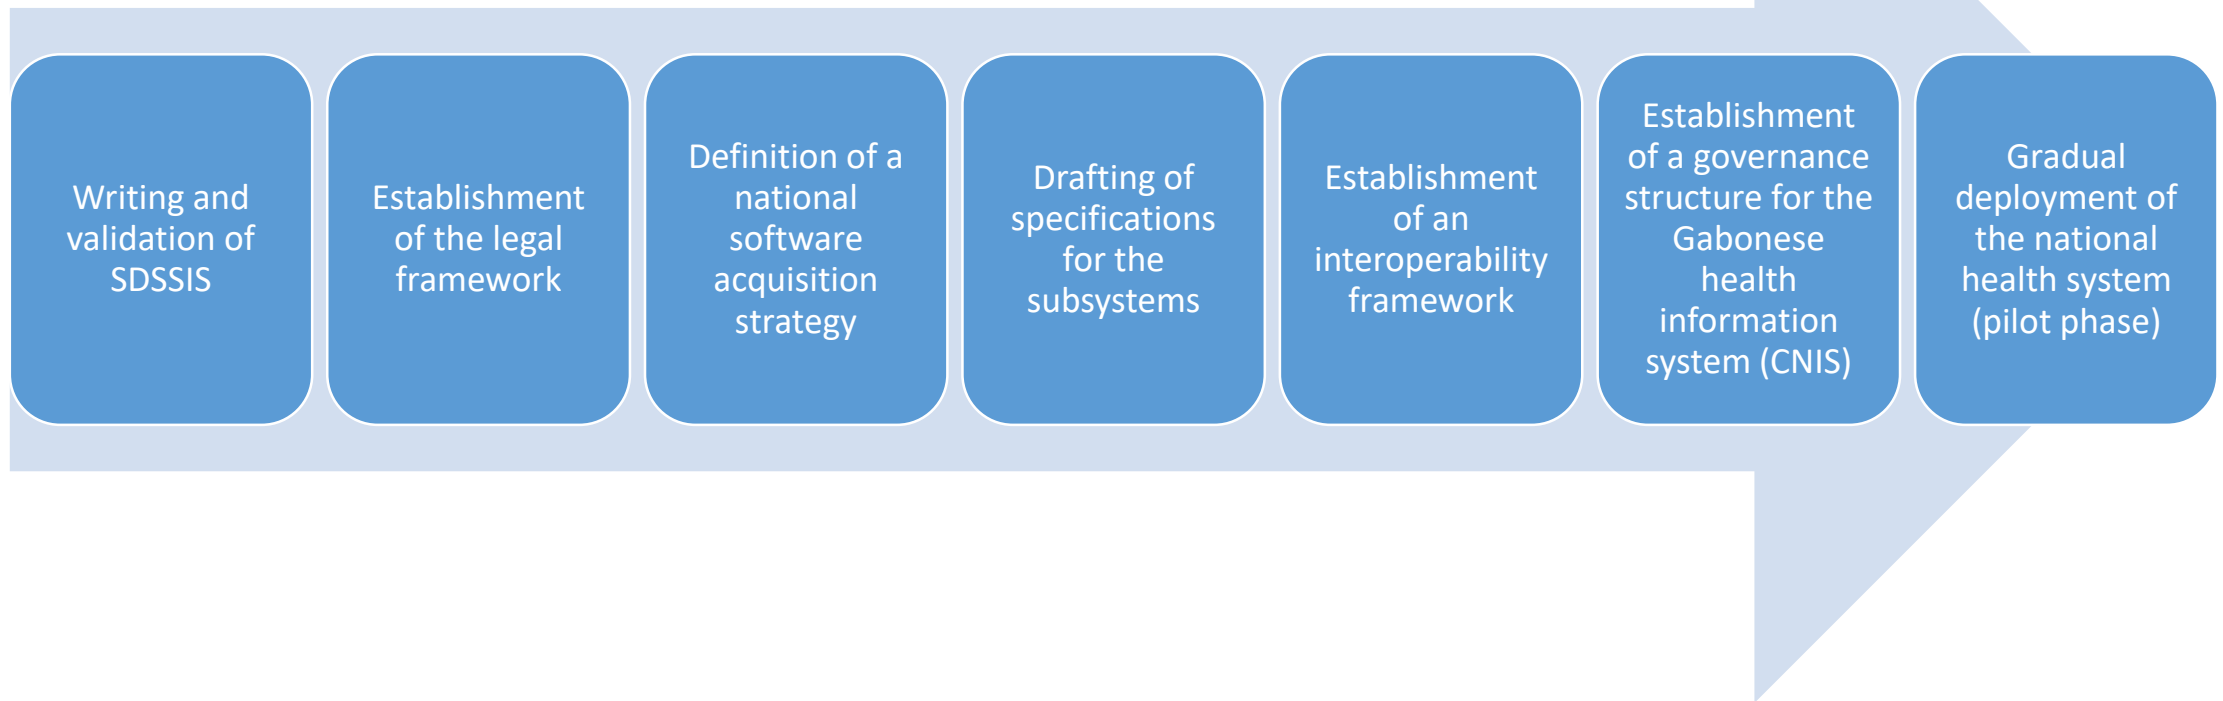 Writing and
validation of
SDSSIS
Establishment
of the legal
framework
Definition of a
national
software
acquisition
strategy
Drafting of
specifications
for the
subsystems
Establishment
of an
interoperability
framework
Establishment
of a governance
structure for the
Gabonese
health
information
system (CNIS)
Gradual
deployment of
the national
health system
(pilot phase)